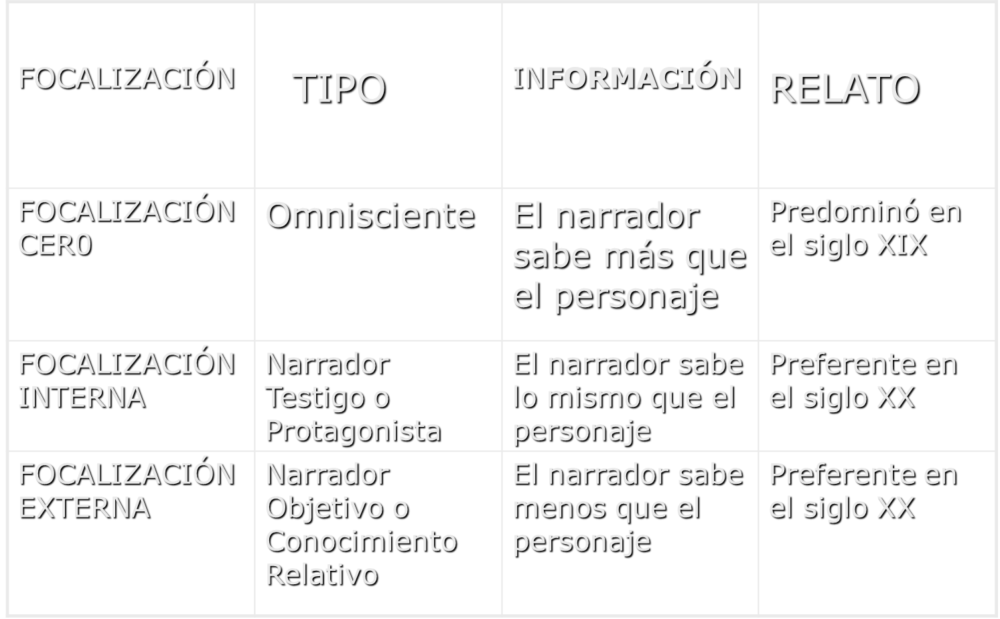 FOCALIZACIÓN
TIPO
INFORMACIÓN
RELATO
FOCALIZACIÓN
CER0
Omnisciente
El narrador
sabe más que
el personaje
Predominó en
el siglo XIX
FOCALIZACIÓN
INTERNA
Narrador
Testigo o
Protagonista
El narrador sabe
lo mismo que el
personaje
Preferente en
el siglo XX
FOCALIZACIÓN
EXTERNA
Narrador
Objetivo o
Conocimiento
Relativo
El narrador sabe
menos que el
personaje
Preferente en
el siglo XX